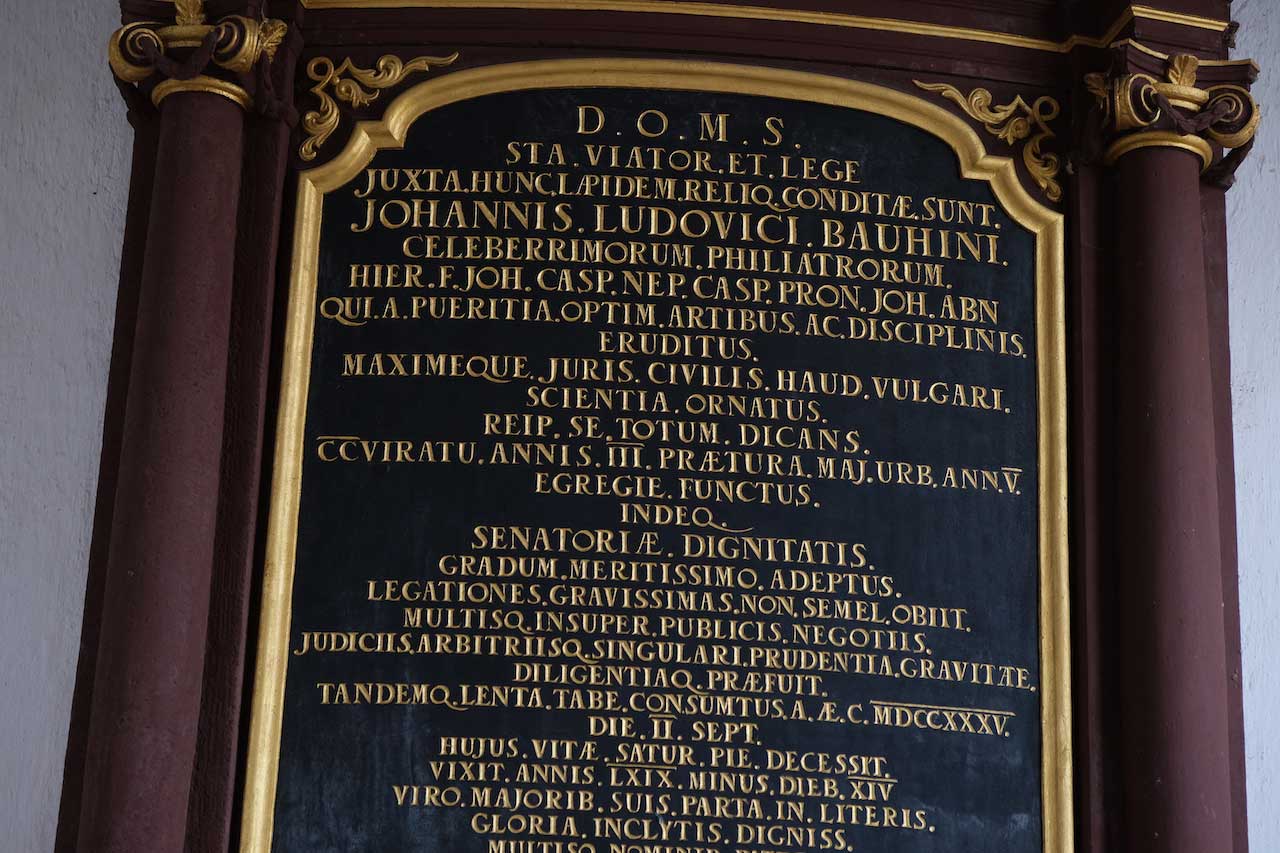 D.O.M.S.
STA.VIATOR.ET.LEGE
JUXTA.HUNC.LÆPIDEM.RELIQ.CONDITÆ.SUNT.
JOHANNIS.LUDOVICI.BAUHINI.
CELEBERRIMORUM.PHILIATRORUM.
HIER.F.JOH.CASP.NEP.CASP.PRON.JOH.ABN
QUI.A.PUERITIA.OPTIM.ARTIBUS.AC.DISCIPLINIS.
ERUDITUS.
MAXIMEQUE.JURIS.CIVILIS.HAUD.VULGARI.
SCIENTIA.ORNATUS.
REIP.SE.TOTUM.DICANS.
CCVIRATU.ANNIS.III.PRÆTURA.MAJ.URB.ANN.V.
EGREGIE.FUNCTUS.
INDEQ.
SENATORIÆ.DIGNITATIS.
GRADUM.MERITISSIMO.ADEPTUS.
LEGATIONES.GRAVISSIMAS.NON.SEMEL.OBIIT.
MULTISQ.INSUPER.PUBLICIS.NEGOTIIS.
JUDICIIS.ARBITRIISQ.SINGULARI.PRUDENTIA.GRAVITÆ.
DILIGENTIAQ.PRÆFUIT.
TANDEMQ.LENTA.TABE.CONSUMTUS.A.Æ.C.MDCCXXXV.
DIE.II.SEPT.
HUJUS.VITÆ.SATUR.PIE.DECESSIT.
VIXIT.ANNIS.LXIX.MINUS.DIEB.XIV
VIRO.MAJORIB.SUIS.PARTA.IN.LITERIS.
GLORIA.INCLYTIS.DIGNISS.
MULTISQ.NOMINIB.